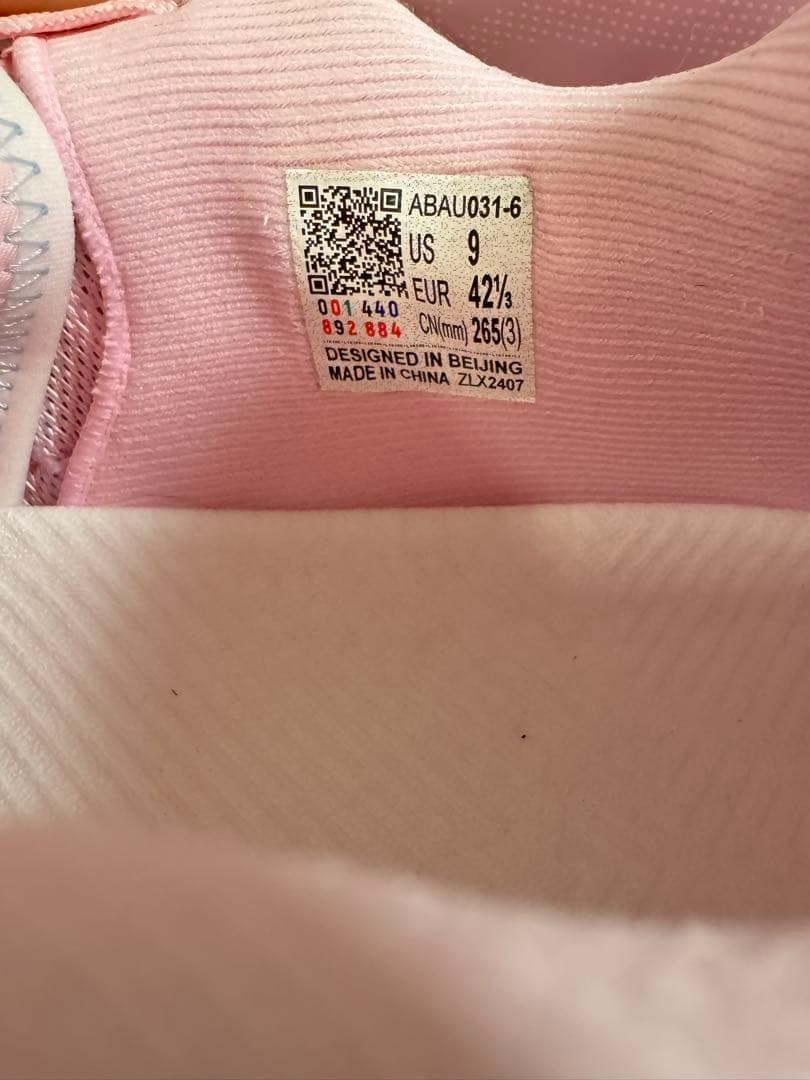 ABAU031-6
US 9
EUR 42⅓
001 440
892 884
CN(mm) 265(3)
DESIGNED IN BEIJING
MADE IN CHINA ZLX2407